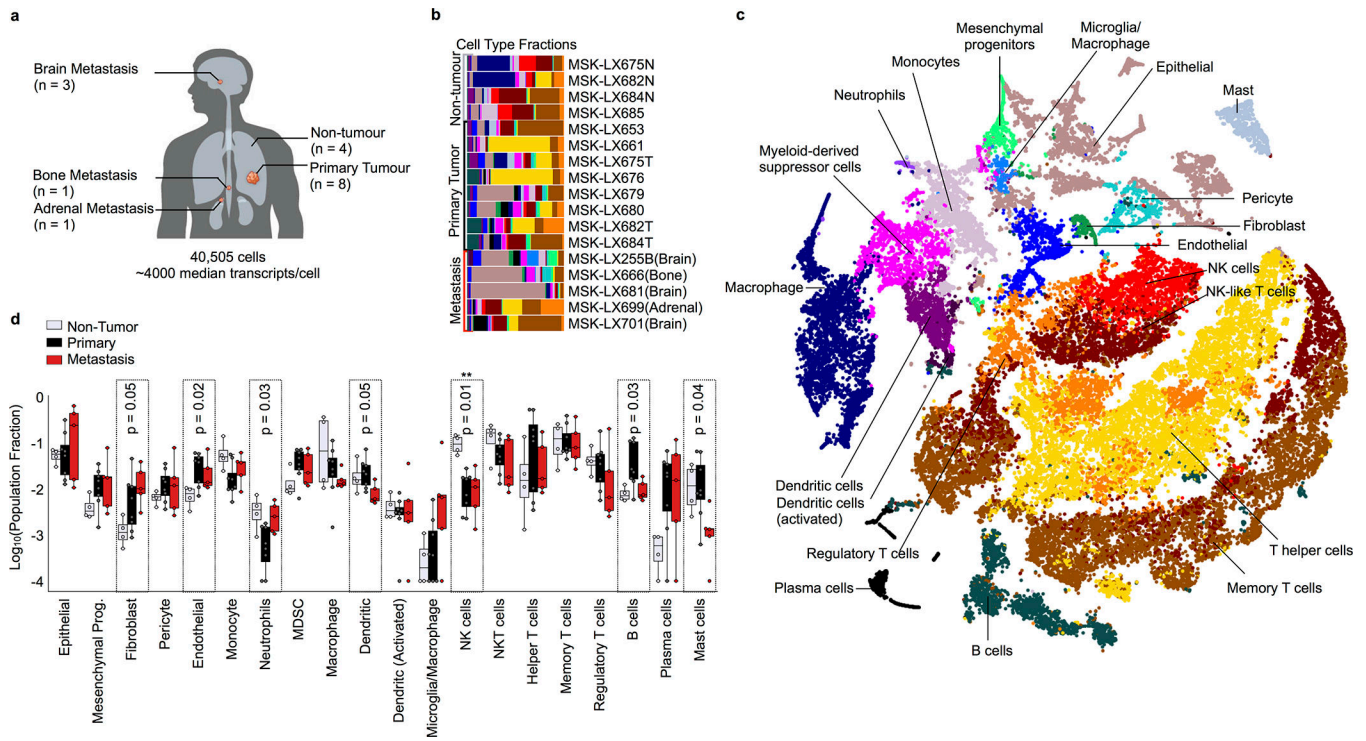 a
Brain Metastasis
(n = 3)
Non-tumour
(n = 4)
Primary Tumour
(n = 8)
Bone Metastasis
(n = 1)
Adrenal Metastasis
(n = 1)
40,505 cells
~4000 median transcripts/cell
b
Cell Type Fractions
Non-tumour
Primary Tumor
Metastasis
MSK-LX675N
MSK-LX682N
MSK-LX684N
MSK-LX685
MSK-LX653
MSK-LX661
MSK-LX675T
MSK-LX676
MSK-LX679
MSK-LX680
MSK-LX682T
MSK-LX684T
MSK-LX255B(Brain)
MSK-LX666(Bone)
MSK-LX681(Brain)
MSK-LX699(Adrenal)
MSK-LX701(Brain)
c
Mesenchymal
progenitors
Microglia/
Macrophage
Monocytes
Epithelial
Neutrophils
Mast
Myeloid-derived
suppressor cells
Pericyte
Fibroblast
Endothelial
NK cells
NK-like T cells
Macrophage
Dendritic cells
Dendritic cells
(activated)
Regulatory T cells
Plasma cells
T helper cells
Memory T cells
B cells
d
Non-Tumor
Primary
Metastasis
Log10(Population Fraction)
0
-1
-2
-3
-4
p = 0.05
p = 0.02
p = 0.03
p = 0.05
**
p = 0.01
p = 0.03
p = 0.04
Epithelial
Mesenchymal Prog.
Fibroblast
Pericyte
Endothelial
Monocyte
Neutrophils
MDSC
Macrophage
Dendritic
Dendritc (Activated)
Microglia/Macrophage
NK cells
NKT cells
Helper T cells
Memory T cells
Regulatory T cells
B cells
Plasma cells
Mast cells